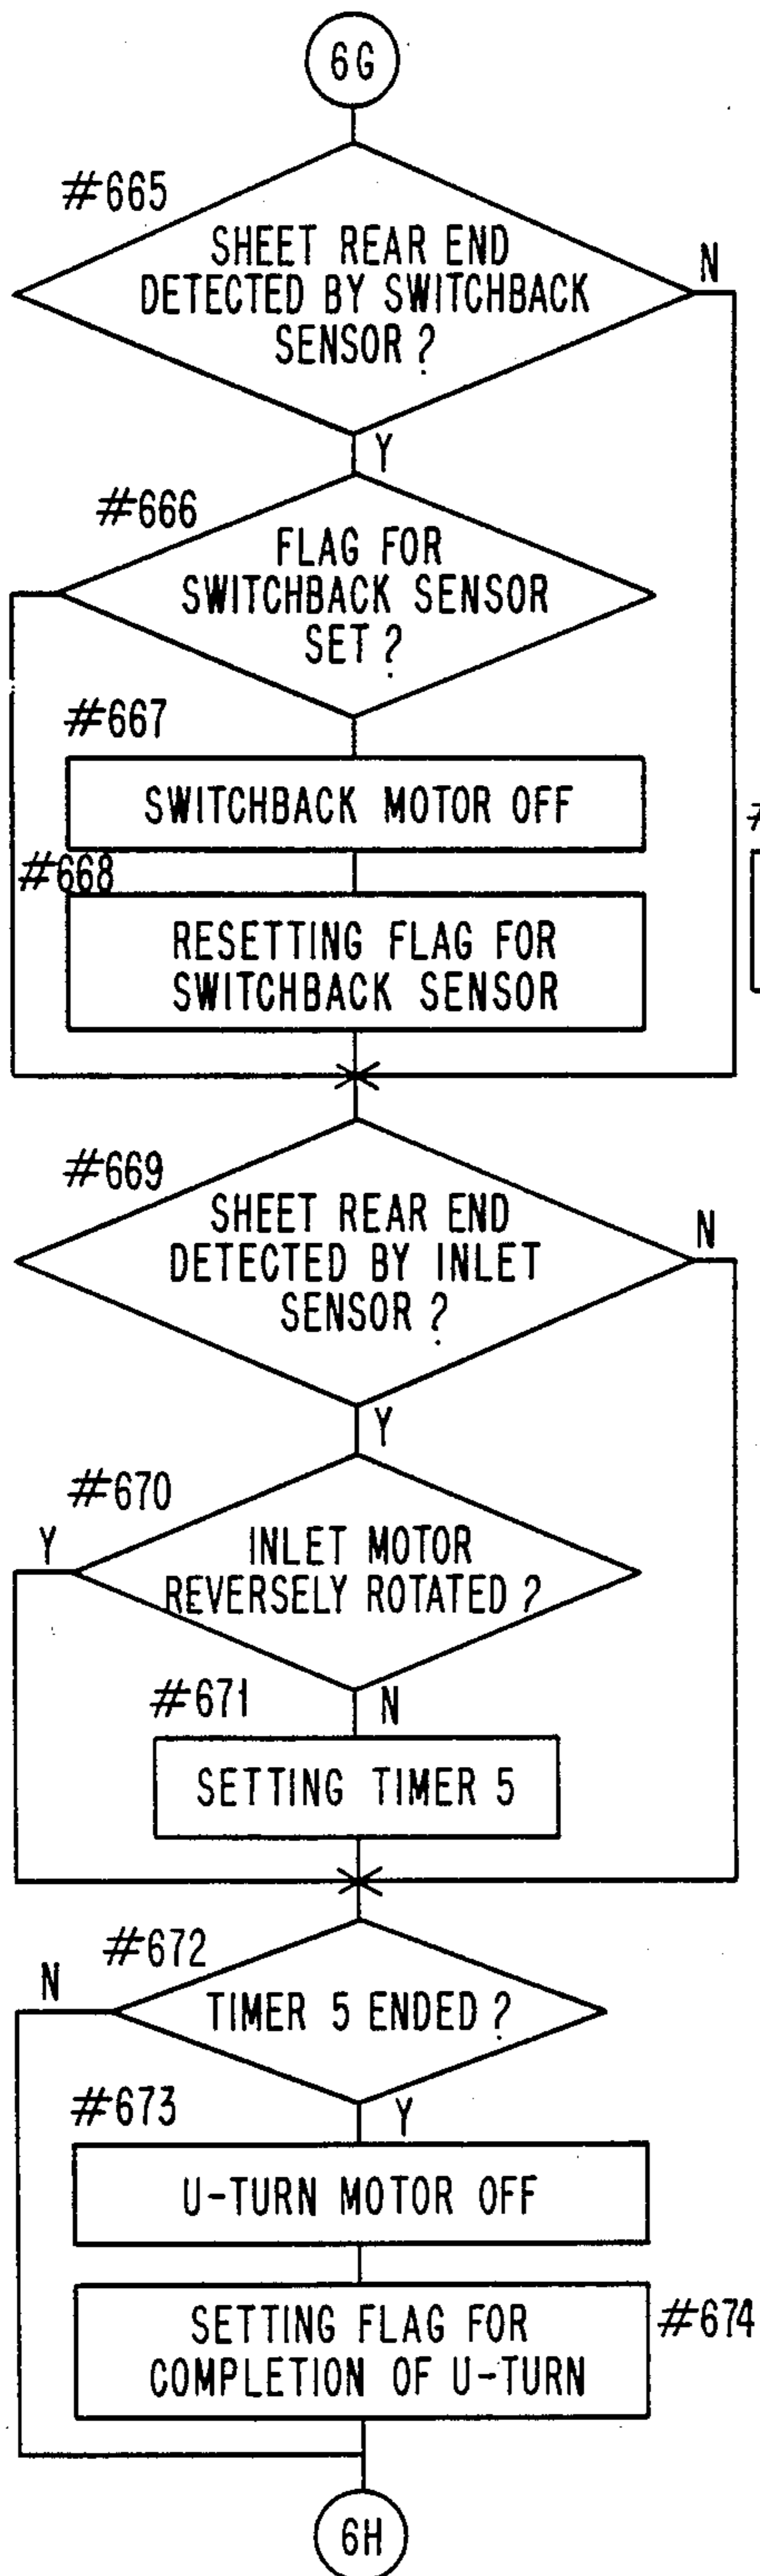 6G
#665
SHEET REAR END
DETECTED BY SWITCHBACK
SENSOR ?
N
Y
#666
FLAG FOR
SWITCHBACK SENSOR
SET ?
#667
SWITCHBACK MOTOR OFF
#668
RESETTING FLAG FOR
SWITCHBACK SENSOR
#669
SHEET REAR END
DETECTED BY INLET
SENSOR ?
N
Y
#670
Y
INLET MOTOR
REVERSELY ROTATED ?
#671
N
SETTING TIMER 5
#672
N
TIMER 5 ENDED ?
#673
Y
U-TURN MOTOR OFF
SETTING FLAG FOR
COMPLETION OF U-TURN
#674
6H